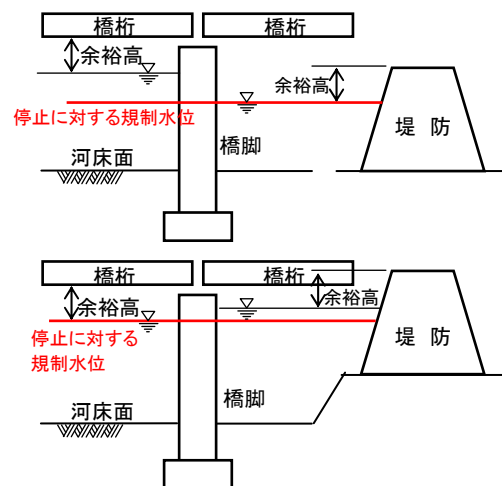 橋桁
橋桁
余裕高
余裕高
停止に対する規制水位
橋脚
堤 防
河床面
橋桁
橋桁
余裕高
余裕高
停止に対する
規制水位
堤 防
橋脚
河床面